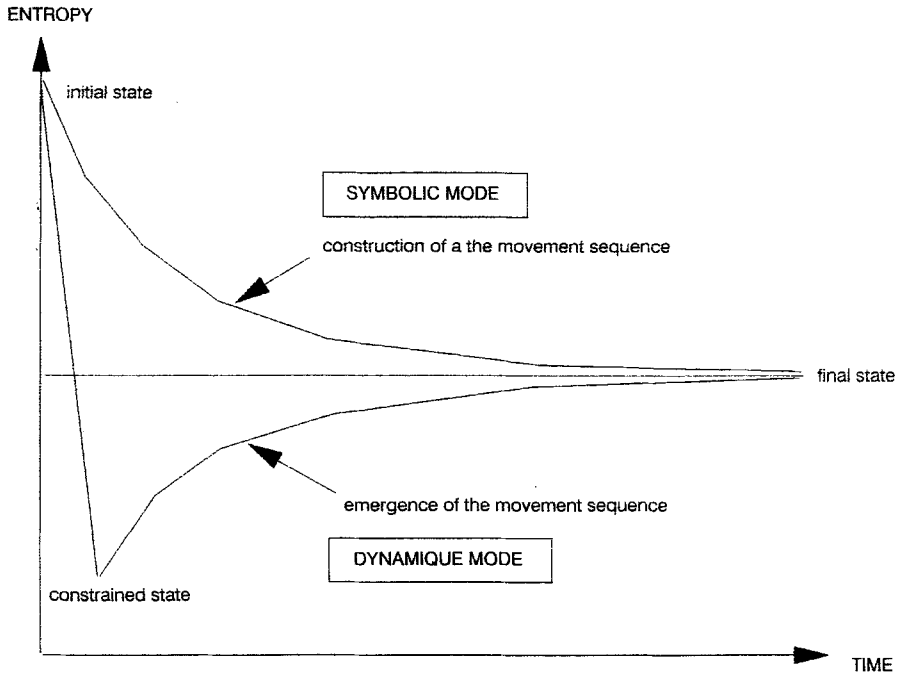 ENTROPY
initial state
SYMBOLIC MODE
construction of a the movement sequence
final state
emergence of the movement sequence
DYNAMIQUE MODE
constrained state
TIME